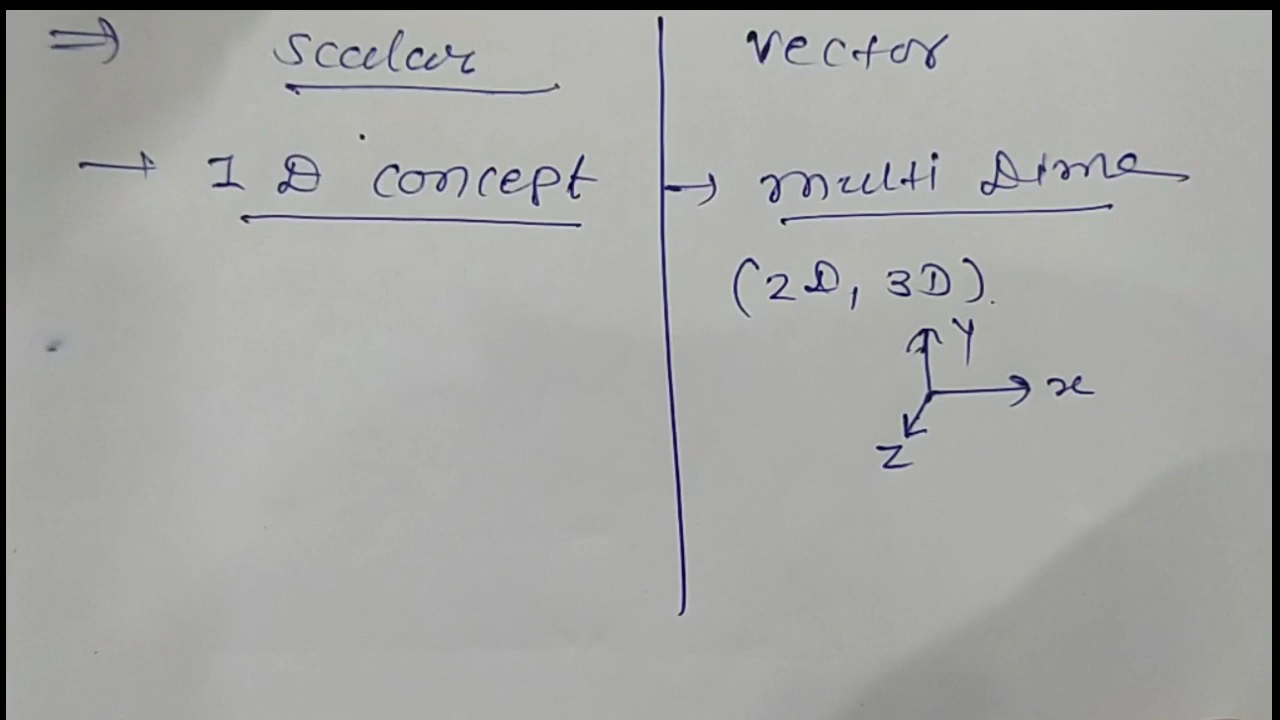 ⇒ Scalar
vector
→ 1 D concept
→ multi Dime
(2D, 3D).
Y
x
Z